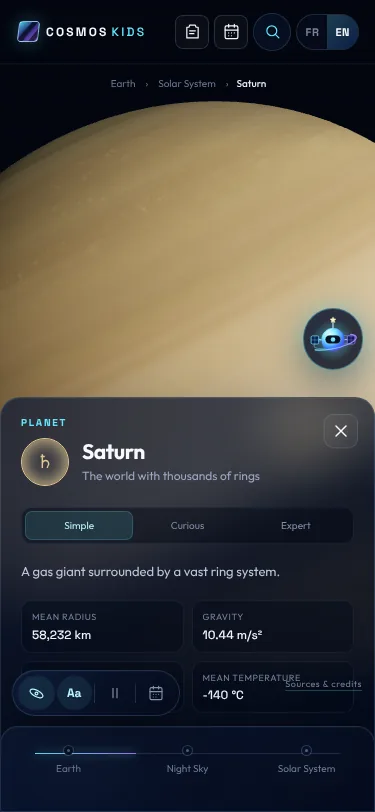 COSMOS KIDS
FR EN
Earth › Solar System › Saturn
PLANET
♄ Saturn
The world with thousands of rings
Simple Curious Expert
A gas giant surrounded by a vast ring system.
MEAN RADIUS
58,232 km
GRAVITY
10.44 m/s²
MEAN TEMPERATURE
-140 °C
Sources & credits
Aa
Earth Night Sky Solar System